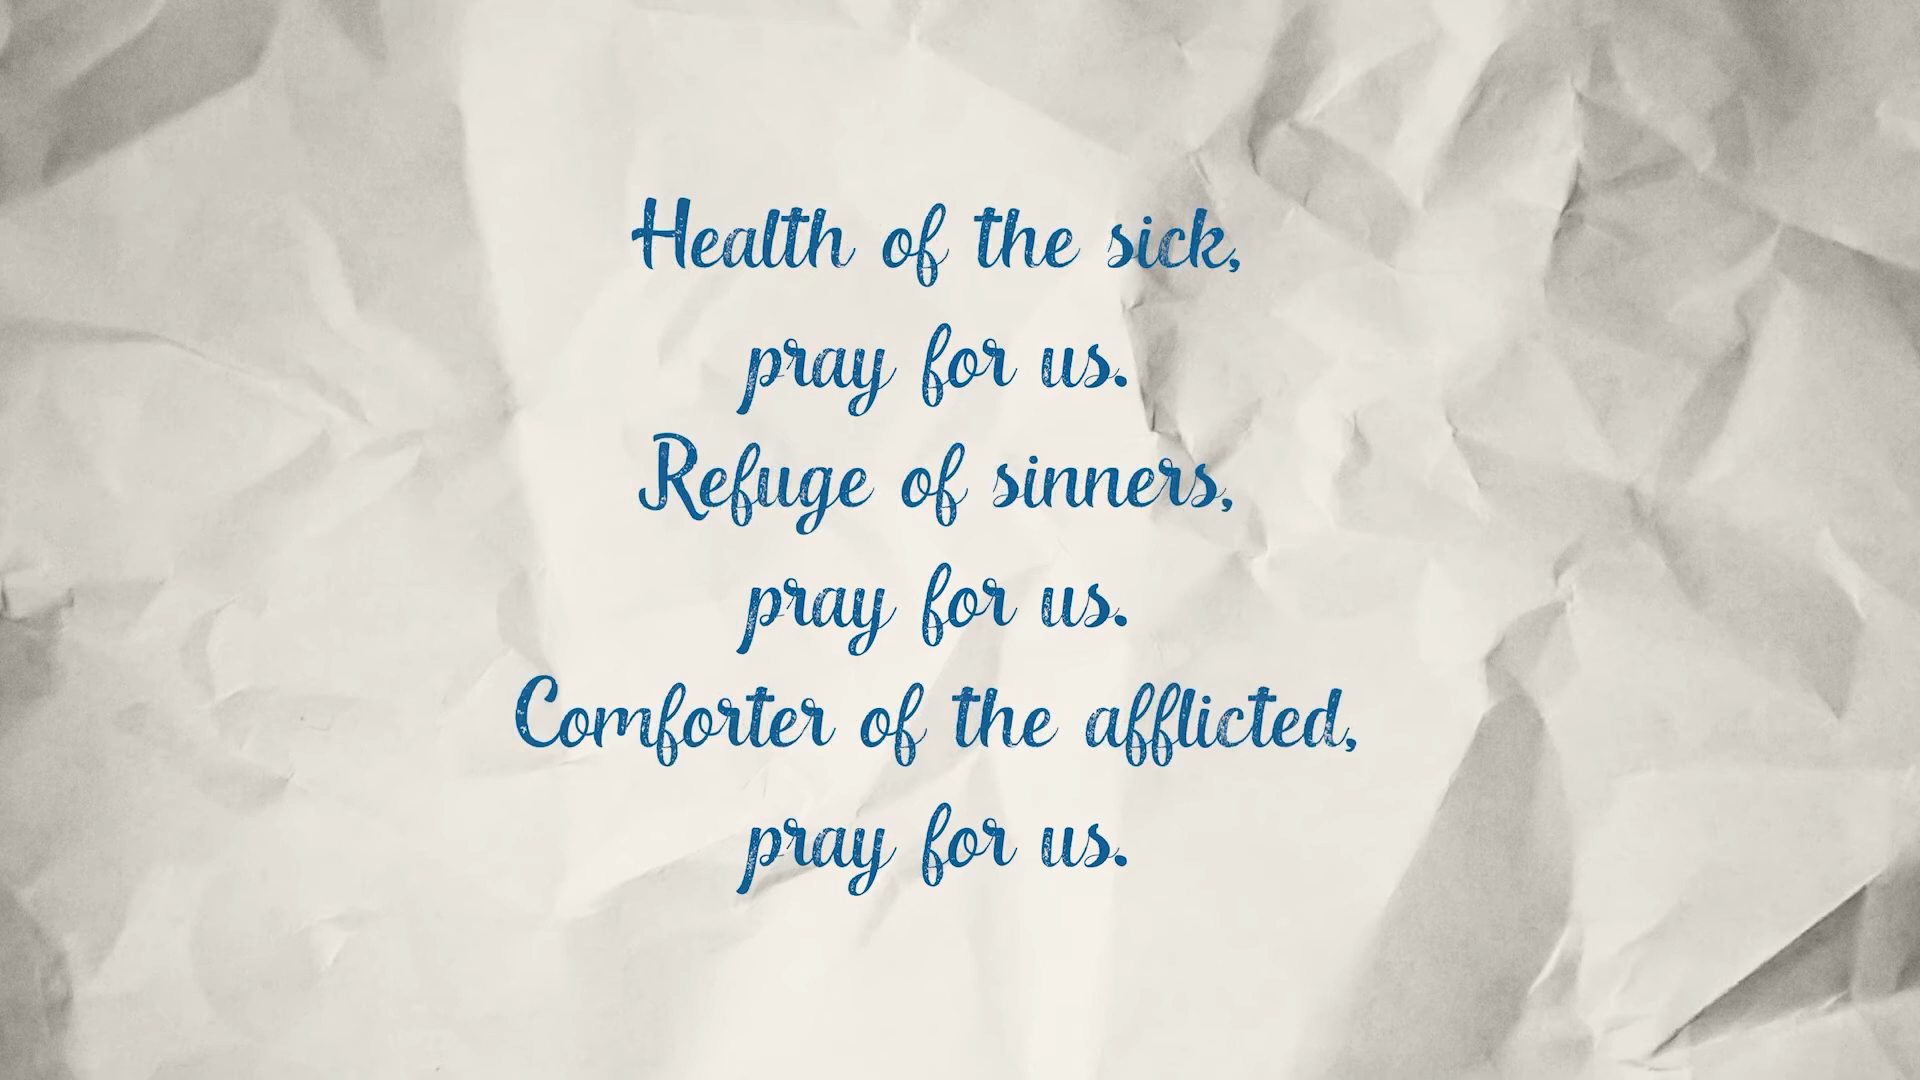 Health of the sick,
pray for us.
Refuge of sinners,
pray for us.
Comforter of the afflicted,
pray for us.